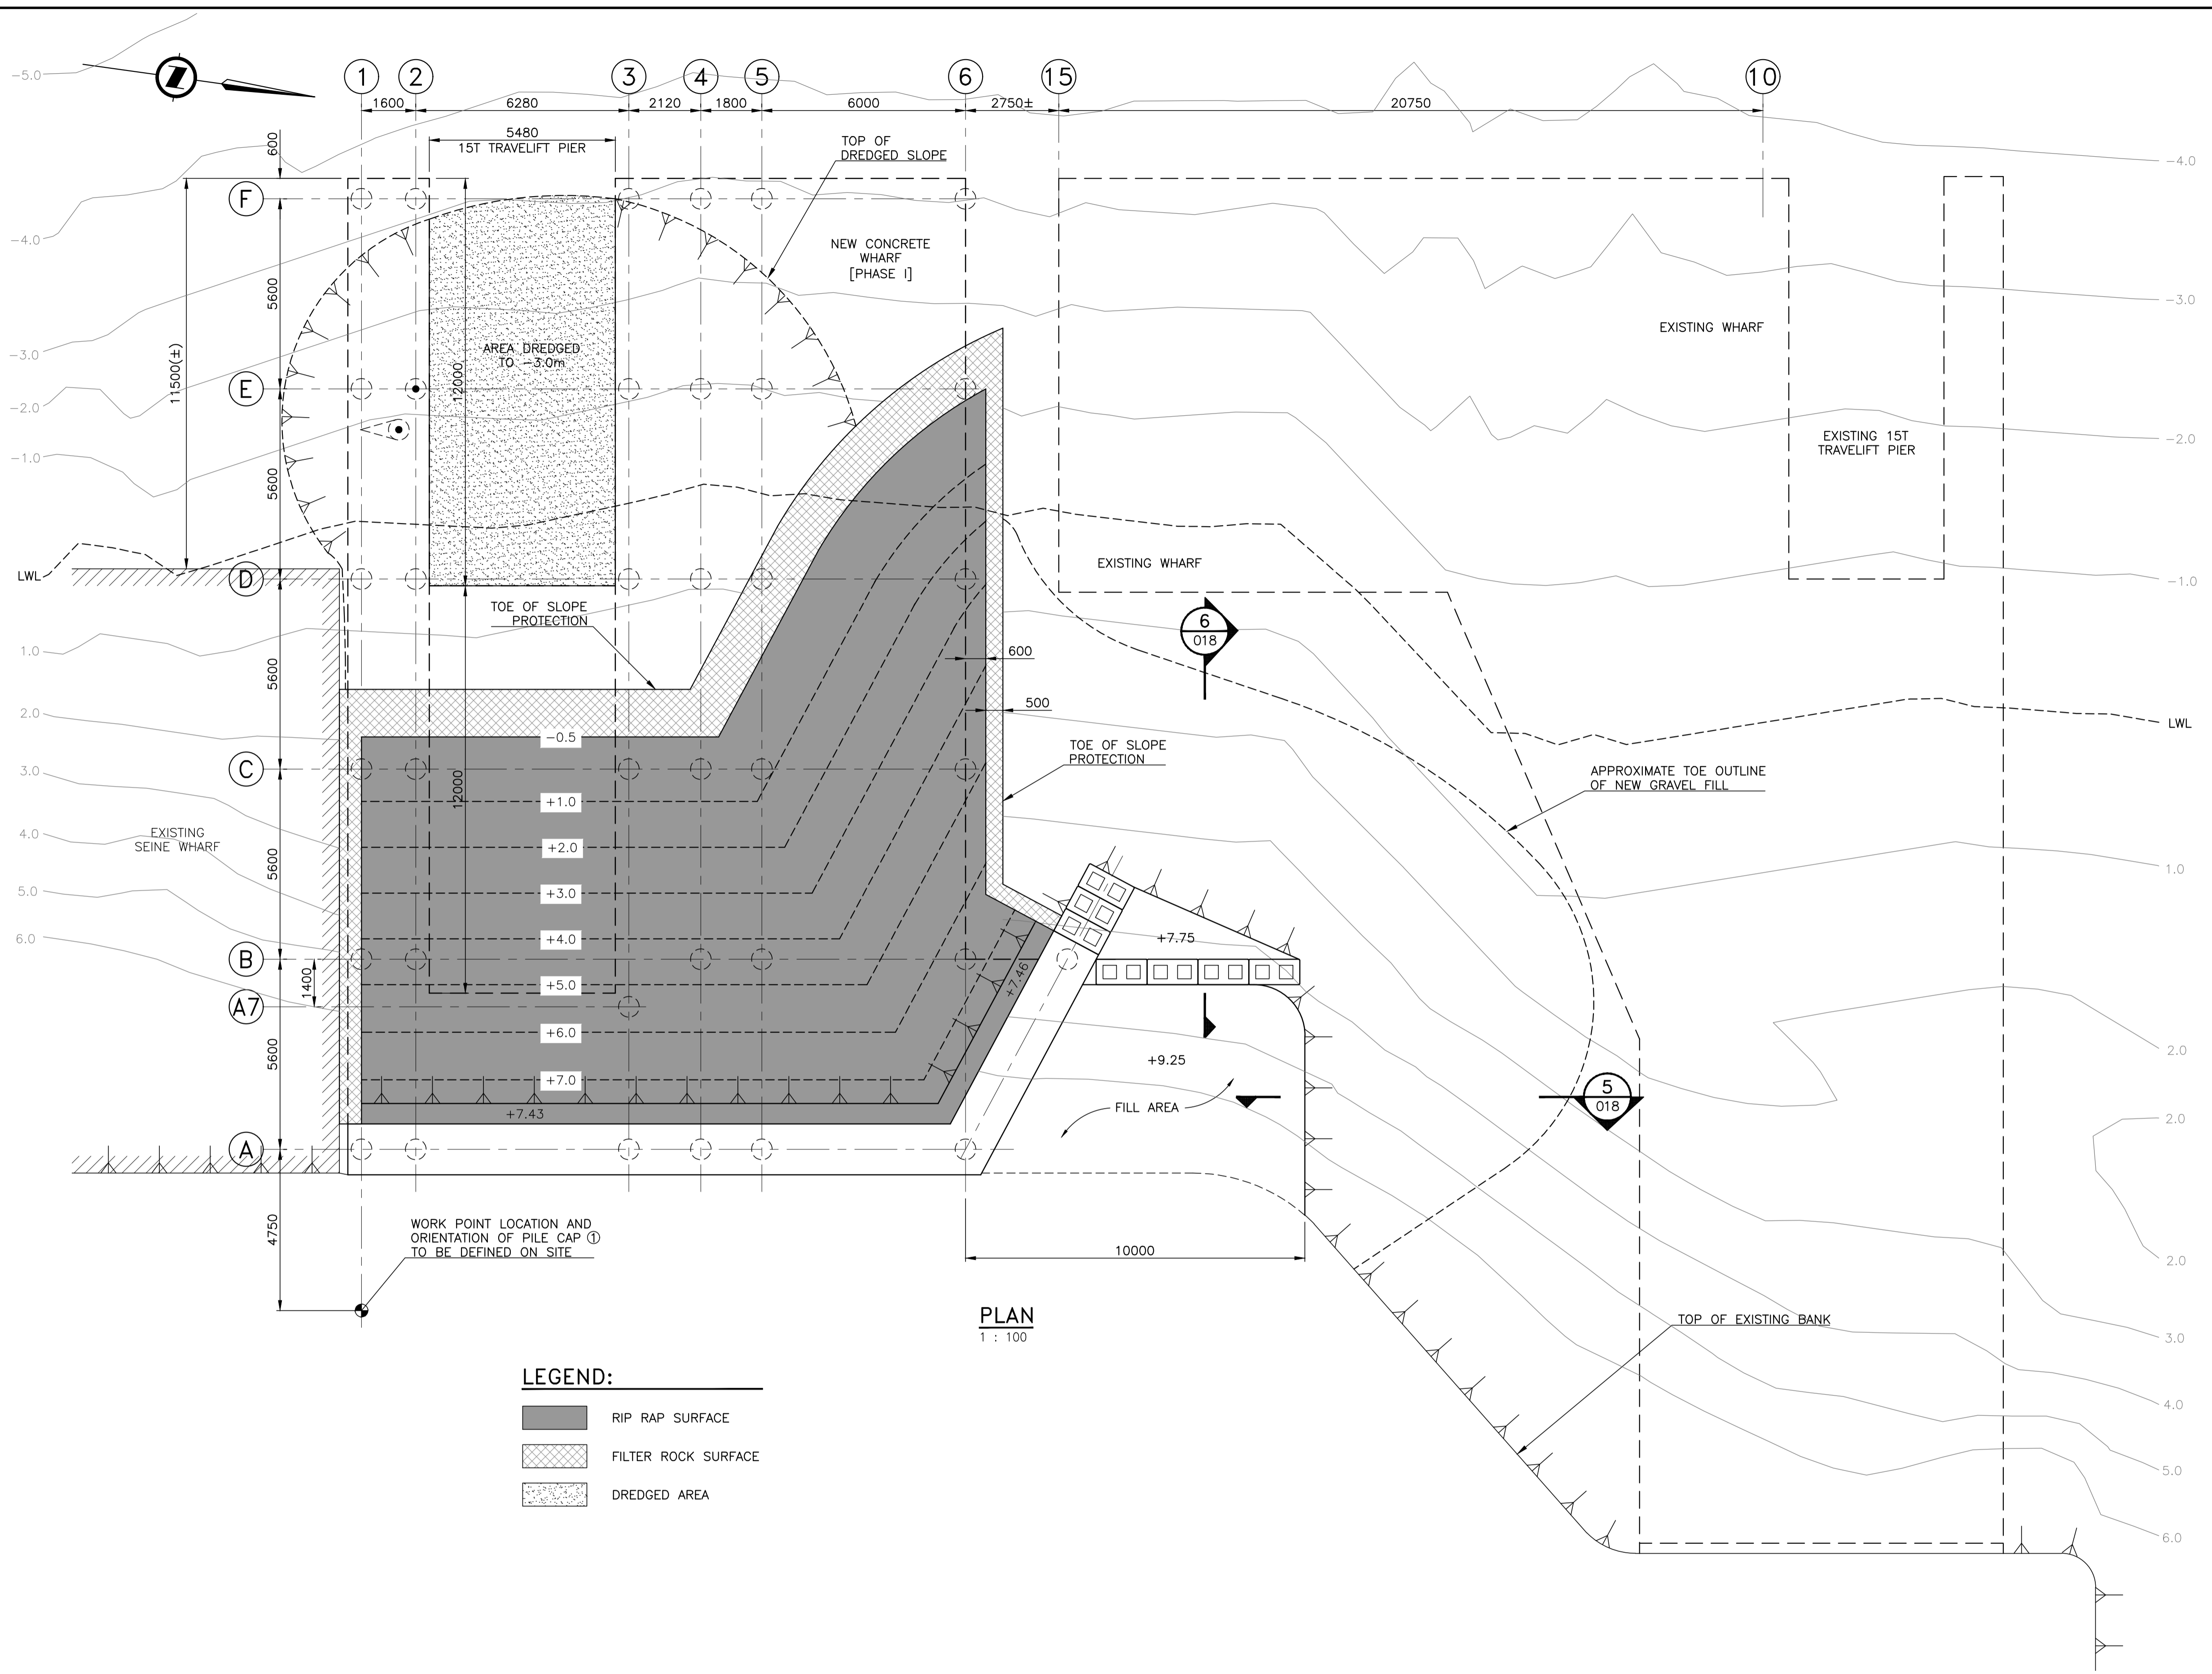 -5.0
1
2
3
4
5
6
15
10
1600
6280
2120
1800
6000
2750±
20750
5480
15T TRAVELIFT PIER
600
TOP OF
DREDGED SLOPE
-4.0
F
-4.0
NEW CONCRETE
WHARF
[PHASE I]
5600
-3.0
EXISTING WHARF
11500(±)
-3.0
AREA DREDGED
TO -3.0m
12000
E
-2.0
EXISTING 15T
TRAVELIFT PIER
-2.0
-1.0
5600
LWL
D
EXISTING WHARF
-1.0
TOE OF SLOPE
PROTECTION
6
018
1.0
600
5600
500
2.0
LWL
-0.5
TOE OF SLOPE
PROTECTION
3.0
C
APPROXIMATE TOE OUTLINE
OF NEW GRAVEL FILL
12000
+1.0
4.0
EXISTING
SEINE WHARF
+2.0
5600
1.0
5.0
+3.0
6.0
+4.0
+7.75
B
1400
+5.0
+7.46
A7
+6.0
5600
+9.25
2.0
+7.0
5
018
FILL AREA
+7.43
2.0
A
4750
WORK POINT LOCATION AND
ORIENTATION OF PILE CAP 1
TO BE DEFINED ON SITE
10000
2.0
PLAN
1 : 100
TOP OF EXISTING BANK
3.0
LEGEND:
4.0
RIP RAP SURFACE
FILTER ROCK SURFACE
5.0
DREDGED AREA
6.0